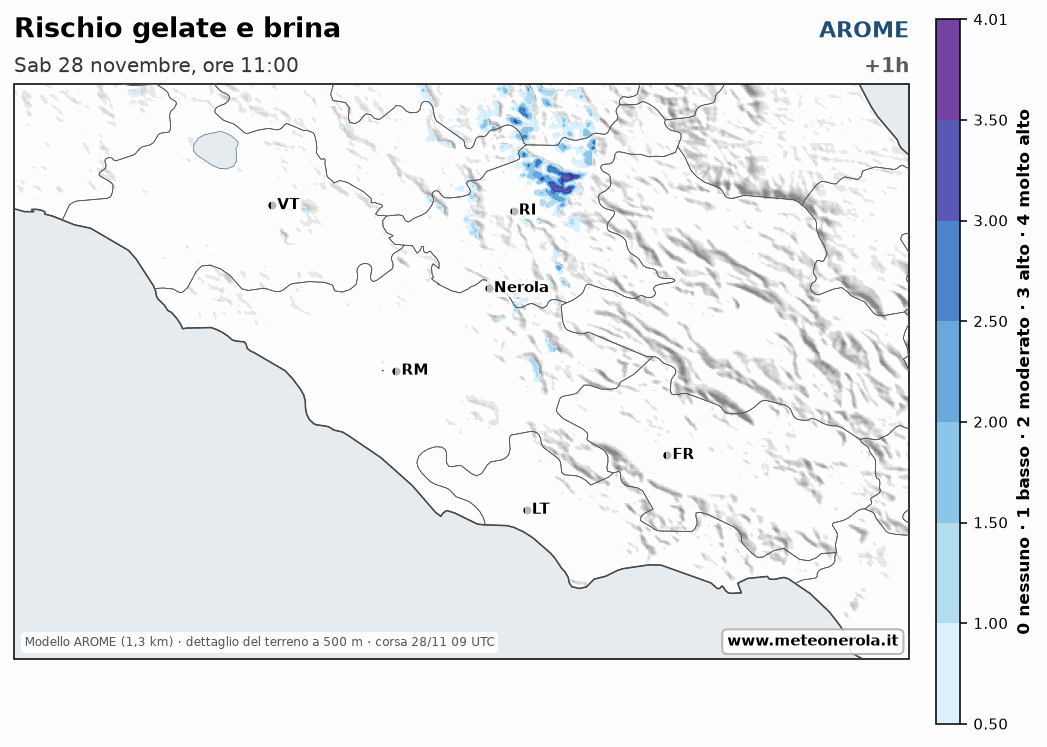 Rischio gelate e brina
AROME
Sab 28 novembre, ore 11:00
+1h
VT
RI
Nerola
RM
FR
LT
Modello AROME (1,3 km) · dettaglio del terreno a 500 m · corsa 28/11 09 UTC
www.meteonerola.it
4.01
3.50
3.00
2.50
2.00
1.50
1.00
0.50
0 nessuno · 1 basso · 2 moderato · 3 alto · 4 molto alto